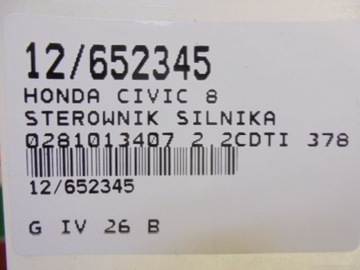 12/652345
HONDA CIVIC 8
STEROWNIK SILNIKA
0281013407 2 2CDTI 378
12/652345
G IV 26 B